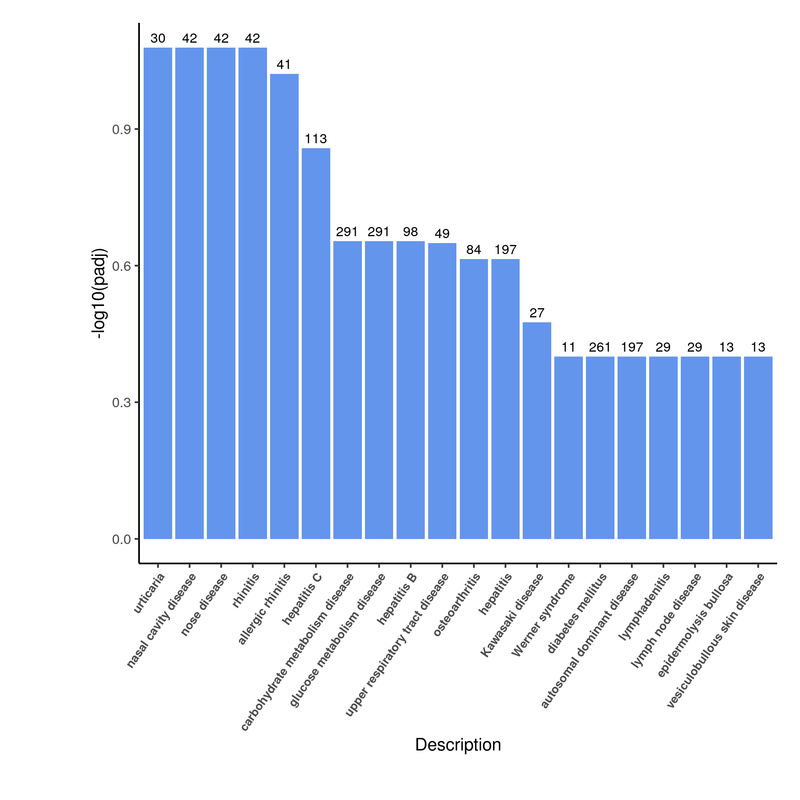 30 42 42 42
41
113
291 291 98 49
84 197
27
11 261 197 29 29 13 13
0.9
0.6
0.3
0.0
-log10(padj)
urticaria
nasal cavity disease
nose disease
rhinitis
allergic rhinitis
hepatitis C
carbohydrate metabolism disease
glucose metabolism disease
hepatitis B
upper respiratory tract disease
osteoarthritis
hepatitis
Kawasaki disease
Werner syndrome
diabetes mellitus
autosomal dominant disease
lymphadenitis
lymph node disease
epidermolysis bullosa
vesiculobullous skin disease
Description